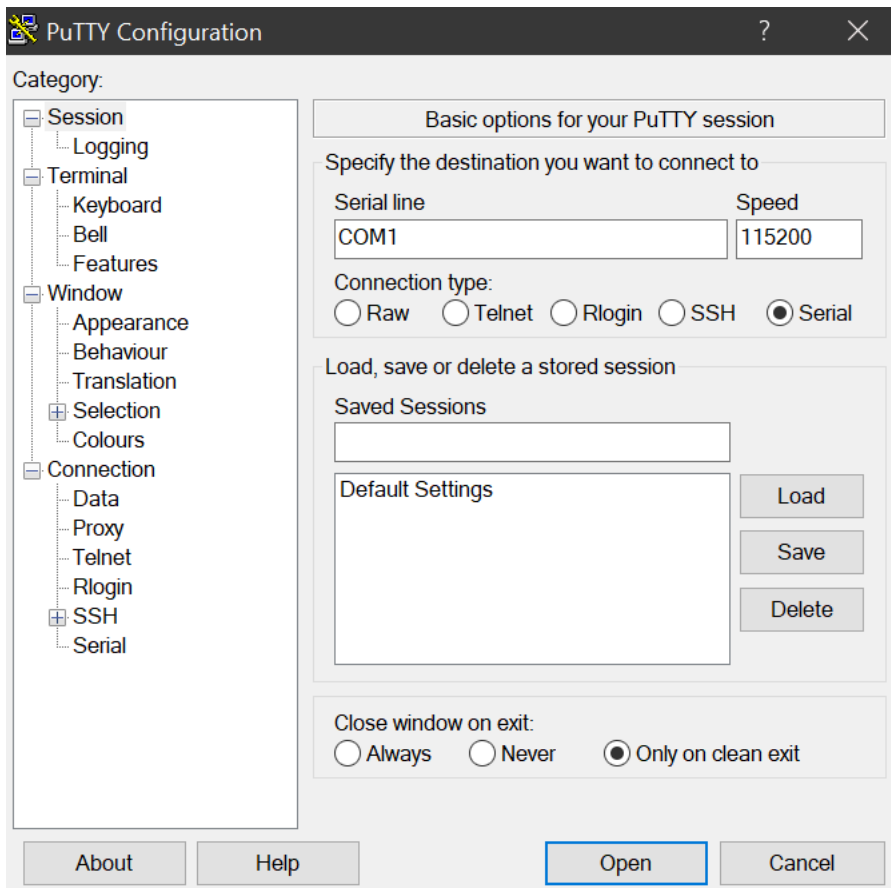 PuTTY Configuration
?
Category:
Session
Logging
Terminal
Keyboard
Bell
Features
Window
Appearance
Behaviour
Translation
Selection
Colours
Connection
Data
Proxy
Telnet
Rlogin
SSH
Serial
Basic options for your PuTTY session
Specify the destination you want to connect to
Serial line Speed
COM1 115200
Connection type:
Raw Telnet Rlogin SSH Serial
Load, save or delete a stored session
Saved Sessions
Default Settings
Load
Save
Delete
Close window on exit:
Always Never Only on clean exit
About Help Open Cancel